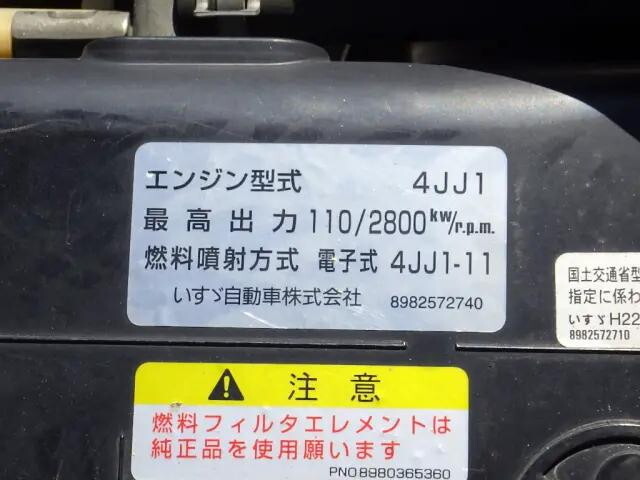 エンジン型式 4JJ1
最高出力 110/2800 kW/r.p.m.
燃料噴射方式 電子式 4JJ1-11
いすゞ自動車株式会社 8982572740
国土交通省型
指定に係わ
いすゞH22
8982572710
注意
燃料フィルタエレメントは
純正品を使用願います
PNO8980365360